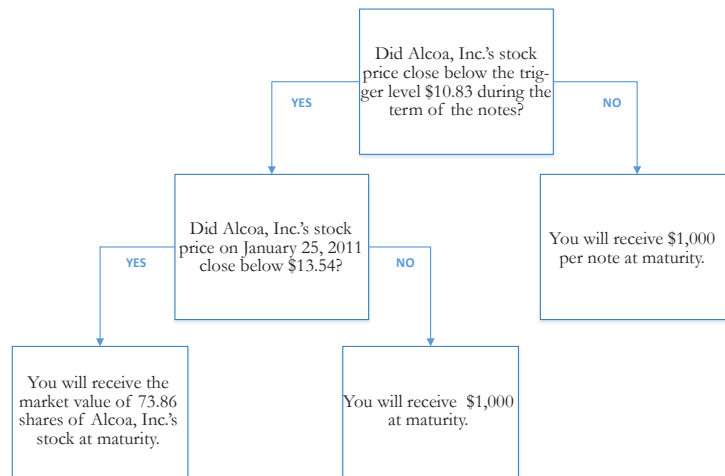 Did Alcoa, Inc.'s stock
price close below the trig-
ger level $10.83 during the
term of the notes?
YES
NO
Did Alcoa, Inc.'s stock
price on January 25, 2011
close below $13.54?
You will receive $1,000
per note at maturity.
YES
NO
You will receive the
market value of 73.86
shares of Alcoa, Inc.'s
stock at maturity.
You will receive $1,000
at maturity.